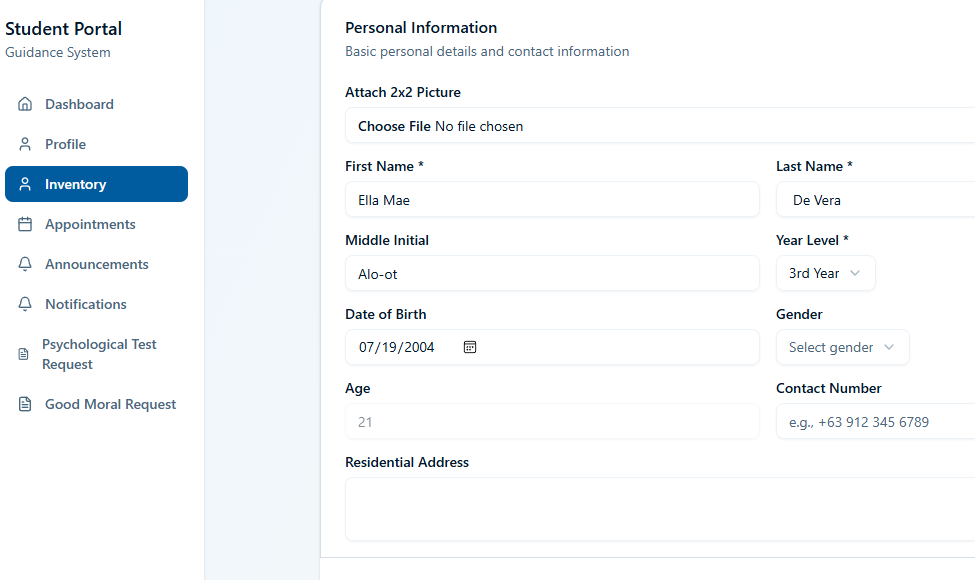 Student Portal
Guidance System
Dashboard
Profile
Inventory
Appointments
Announcements
Notifications
Psychological Test
Request
Good Moral Request
Personal Information
Basic personal details and contact information
Attach 2x2 Picture
Choose File No file chosen
First Name *
Last Name *
Ella Mae
De Vera
Middle Initial
Year Level *
Alo-ot
3rd Year
Date of Birth
Gender
07/19/2004
Select gender
Age
Contact Number
21
e.g., +63 912 345 6789
Residential Address